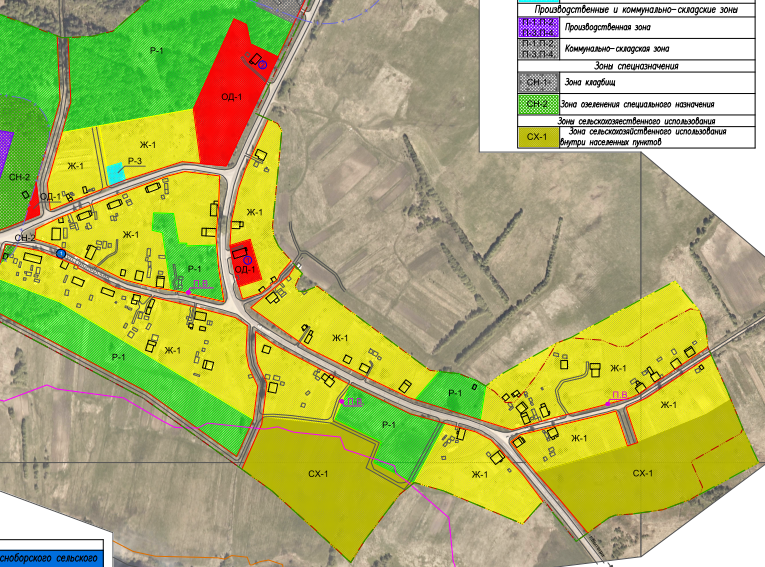 Производственные и коммунально-складские зоны
П-1,П-2,
П-3,П-4,
Производственная зона
П-1,П-2,
П-3,П-4,
Коммунально-складская зона
Зоны спецназначения
СН-1
Зона кладбищ
СН-2
Зона озеленения специального назначения
Зоны сельскохозяественного использования
СХ-1
Зона сельскохозяйственного использования
внутри населенных пунктов
Р-1
ОД-1
Ж-1
Р-3
Ж-1
СН-2
ОД-1
Ж-1
СН-2
Ж-1
Р-1
ОД-1
П.В.
Ж-1
Р-1
Ж-1
Ж-1
П.В.
Р-1
П.В.
Ж-1
Р-1
Ж-1
СХ-1
Ж-1
СХ-1
сноборского сельского